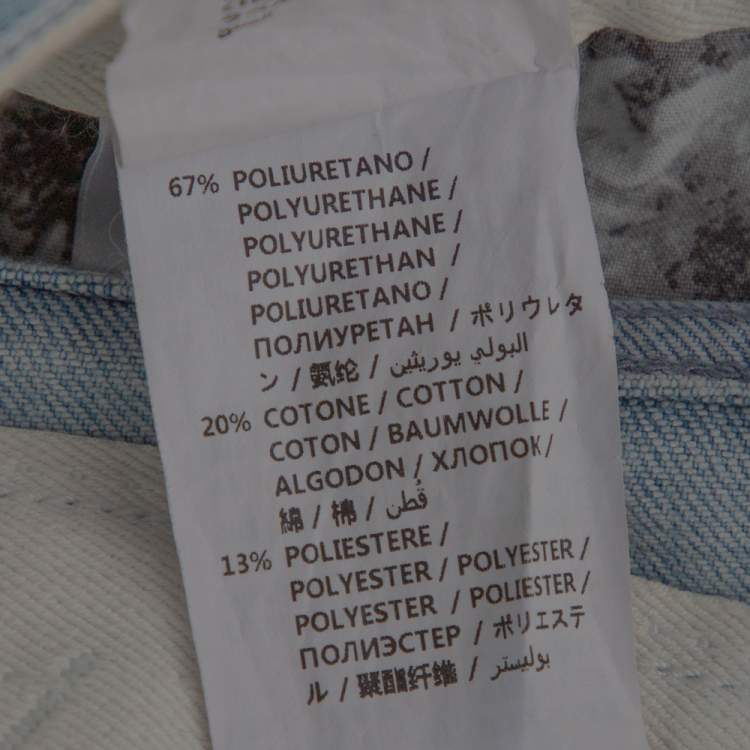 67% POLIURETANO /
POLYURETHANE /
POLYURETHANE /
POLYURETHAN /
POLIURETANO /
ПОЛИУРЕТАН / ポリウレタ
ン / 氨纶 / البولي يوريثين
20% COTONE / COTTON /
COTON / BAUMWOLLE /
ALGODON / ХЛОПОК/
綿 / 棉 / قُطن
13% POLIESTERE /
POLYESTER / POLYESTER /
POLYESTER / POLIESTER /
ПОЛИЭСТЕР / ポリエステ
ル / 聚酯纤维 / بوليستر